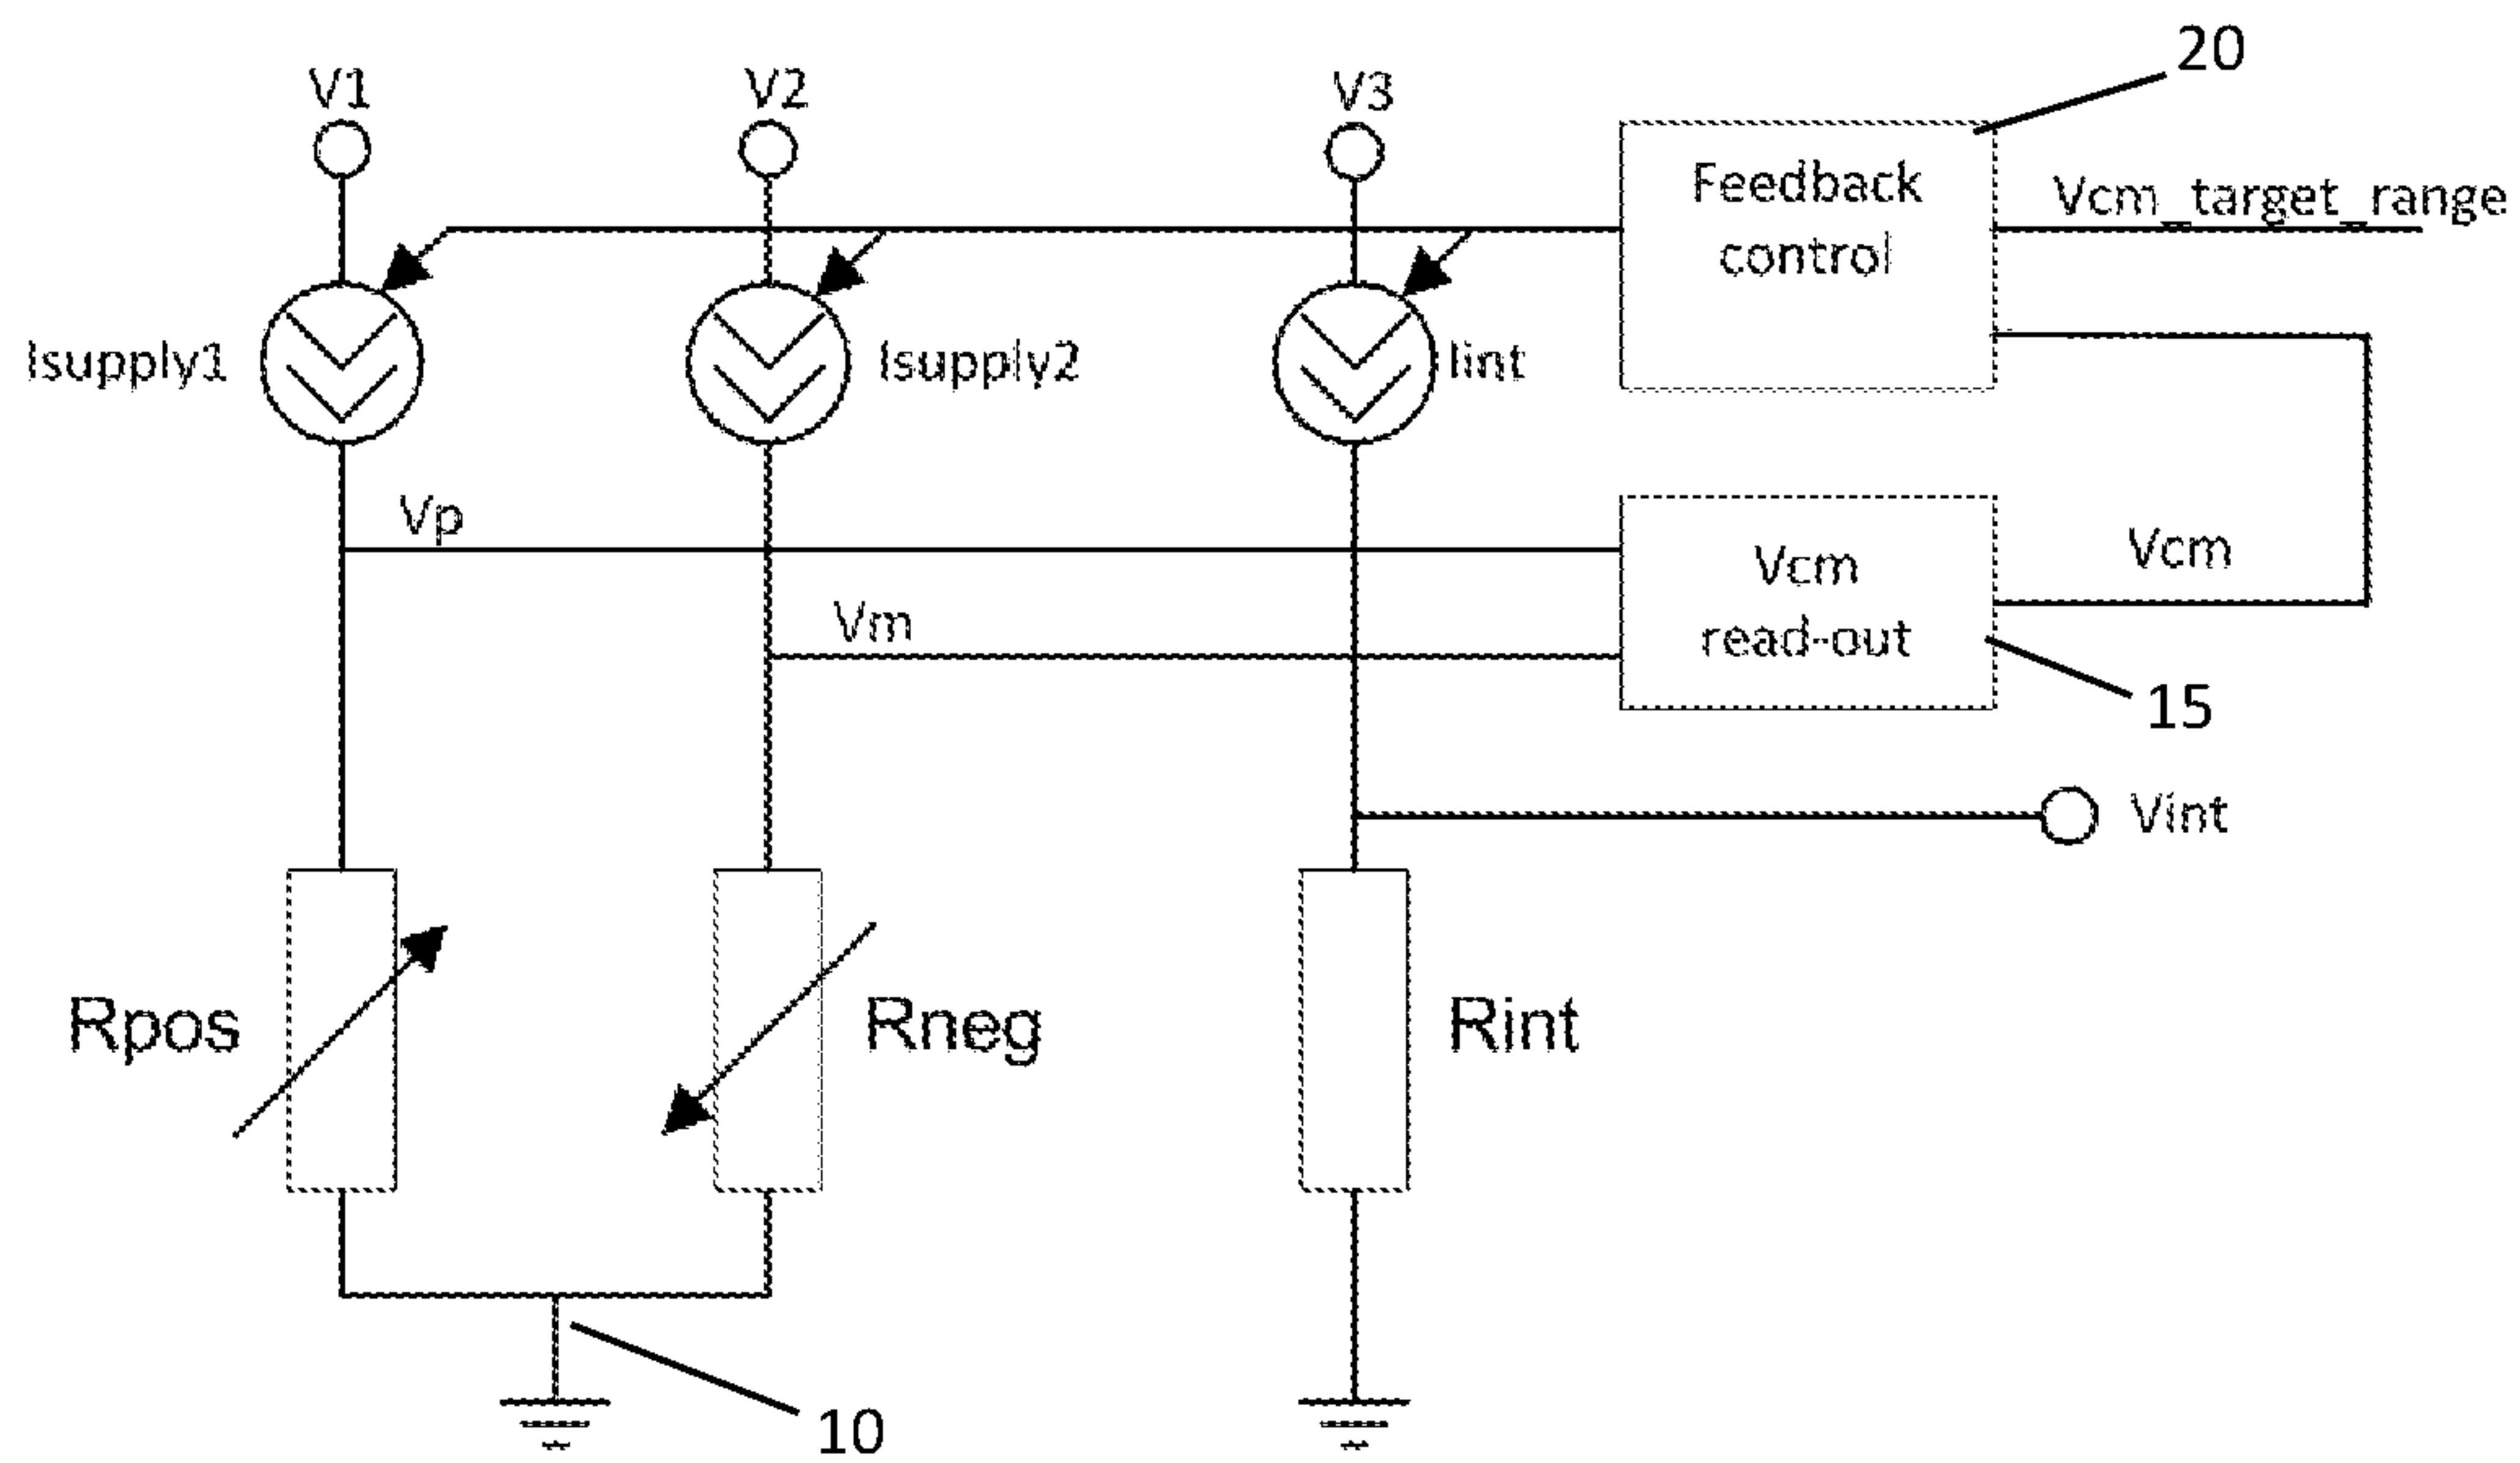 20
V1
V2
V3
Feedback
control
Vcm_target_range
Isupply1
Isupply2
Iint
Vp
Vcm
read-out
Vcm
Vm
15
Vint
Rpos
Rneg
Rint
10